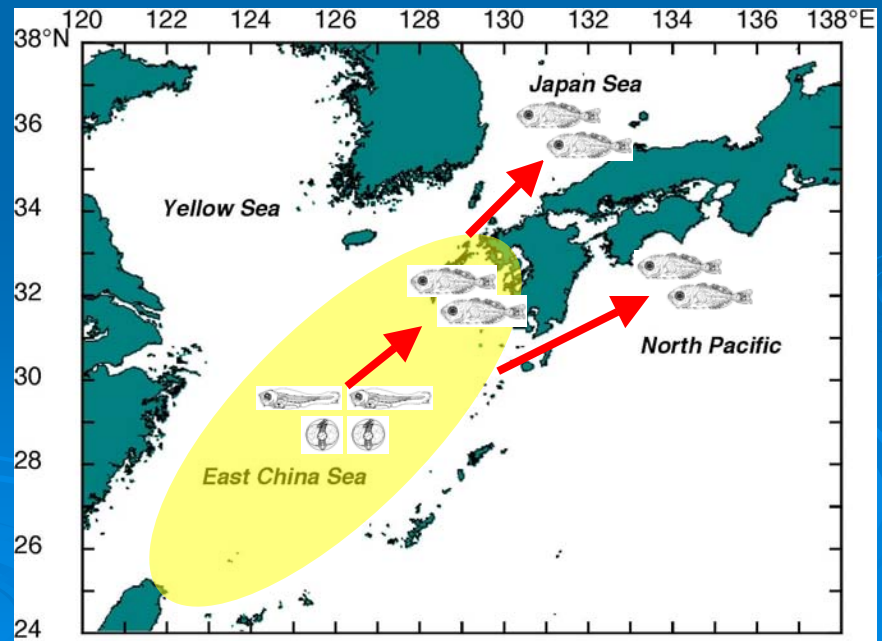 120 122 124 126 128 130 132 134 136 138°E
38°N
Japan Sea
36
Yellow Sea
34
32
North Pacific
30
28
East China Sea
26
24